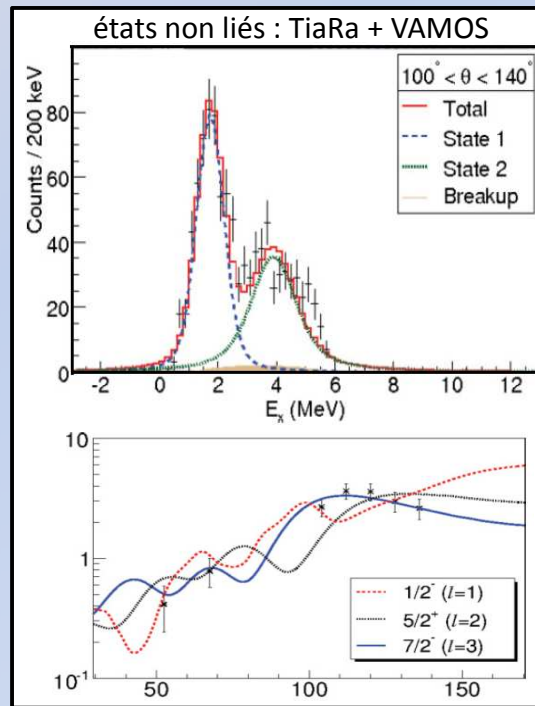 états non liés : TiaRa + VAMOS
100° < θ < 140°
Total
State 1
State 2
Breakup
Counts / 200 keV
80
60
40
20
0
-2 0 2 4 6 8 10 12
Eₓ (MeV)
10
1
10⁻¹
1/2⁻ (l=1)
5/2⁺ (l=2)
7/2⁻ (l=3)
50 100 150